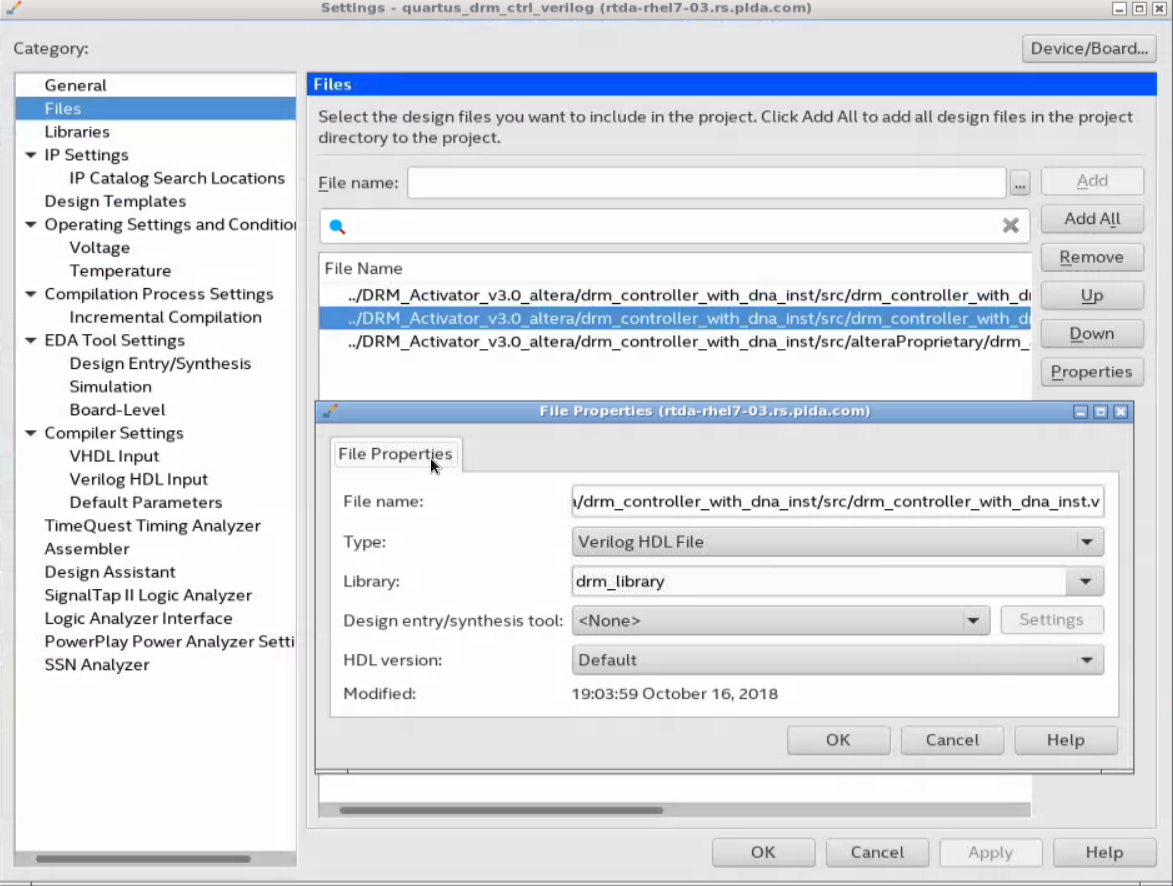 Settings - quartus_drm_ctrl_verilog (rtda-rhel7-03.rs.plda.com)
Category:
Device/Board...
General
Files
Libraries
IP Settings
IP Catalog Search Locations
Design Templates
Operating Settings and Conditio
Voltage
Temperature
Compilation Process Settings
Incremental Compilation
EDA Tool Settings
Design Entry/Synthesis
Simulation
Board-Level
Compiler Settings
VHDL Input
Verilog HDL Input
Default Parameters
TimeQuest Timing Analyzer
Assembler
Design Assistant
SignalTap II Logic Analyzer
Logic Analyzer Interface
PowerPlay Power Analyzer Setti
SSN Analyzer
Files
Select the design files you want to include in the project. Click Add All to add all design files in the project
directory to the project.
File name:
...
Add
Add All
Remove
Up
Down
Properties
File Name
../DRM_Activator_v3.0_altera/drm_controller_with_dna_inst/src/drm_controller_with_d
../DRM_Activator_v3.0_altera/drm_controller_with_dna_inst/src/drm_controller_with_d
../DRM_Activator_v3.0_altera/drm_controller_with_dna_inst/src/alteraProprietary/drm_
File Properties (rtda-rhel7-03.rs.plda.com)
File Properties
File name: /drm_controller_with_dna_inst/src/drm_controller_with_dna_inst.v
Type: Verilog HDL File
Library: drm_library
Design entry/synthesis tool: <None> Settings
HDL version: Default
Modified: 19:03:59 October 16, 2018
OK Cancel Help
OK Cancel Apply Help